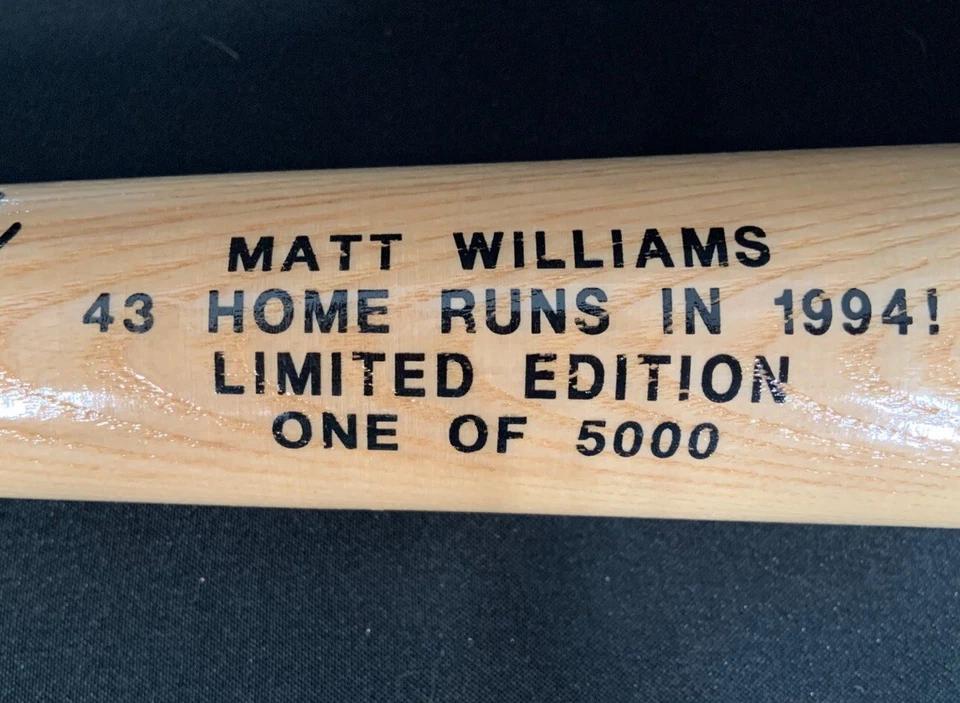 MATT WILLIAMS
43 HOME RUNS IN 1994!
LIMITED EDITION
ONE OF 5000